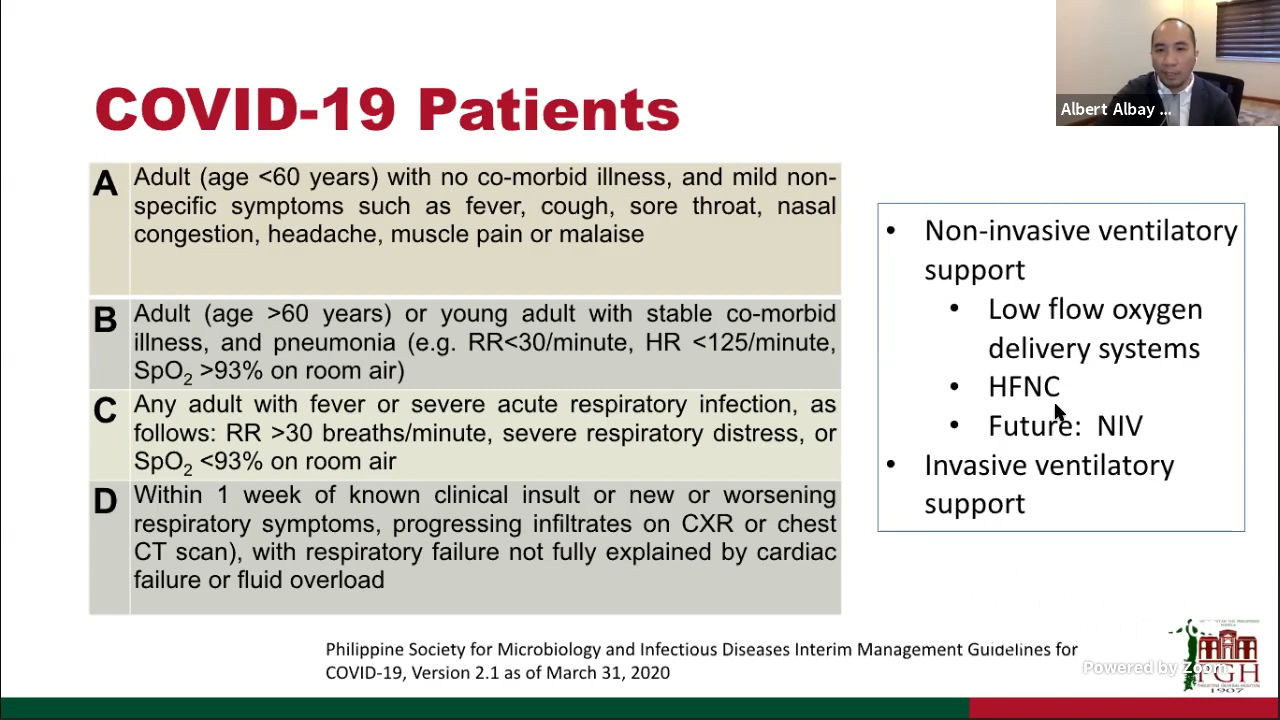 Albert Albay ...
COVID-19 Patients
A
Adult (age <60 years) with no co-morbid illness, and mild non-
specific symptoms such as fever, cough, sore throat, nasal
congestion, headache, muscle pain or malaise
B
Adult (age >60 years) or young adult with stable co-morbid
illness, and pneumonia (e.g. RR<30/minute, HR <125/minute,
SpO₂ >93% on room air)
C
Any adult with fever or severe acute respiratory infection, as
follows: RR >30 breaths/minute, severe respiratory distress, or
SpO₂ <93% on room air
D
Within 1 week of known clinical insult or new or worsening
respiratory symptoms, progressing infiltrates on CXR or chest
CT scan), with respiratory failure not fully explained by cardiac
failure or fluid overload
• Non-invasive ventilatory
support
• Low flow oxygen
delivery systems
• HFNC
• Future: NIV
• Invasive ventilatory
support
Philippine Society for Microbiology and Infectious Diseases Interim Management Guidelines for
COVID-19, Version 2.1 as of March 31, 2020
Powered by Zoom
PGH
1907